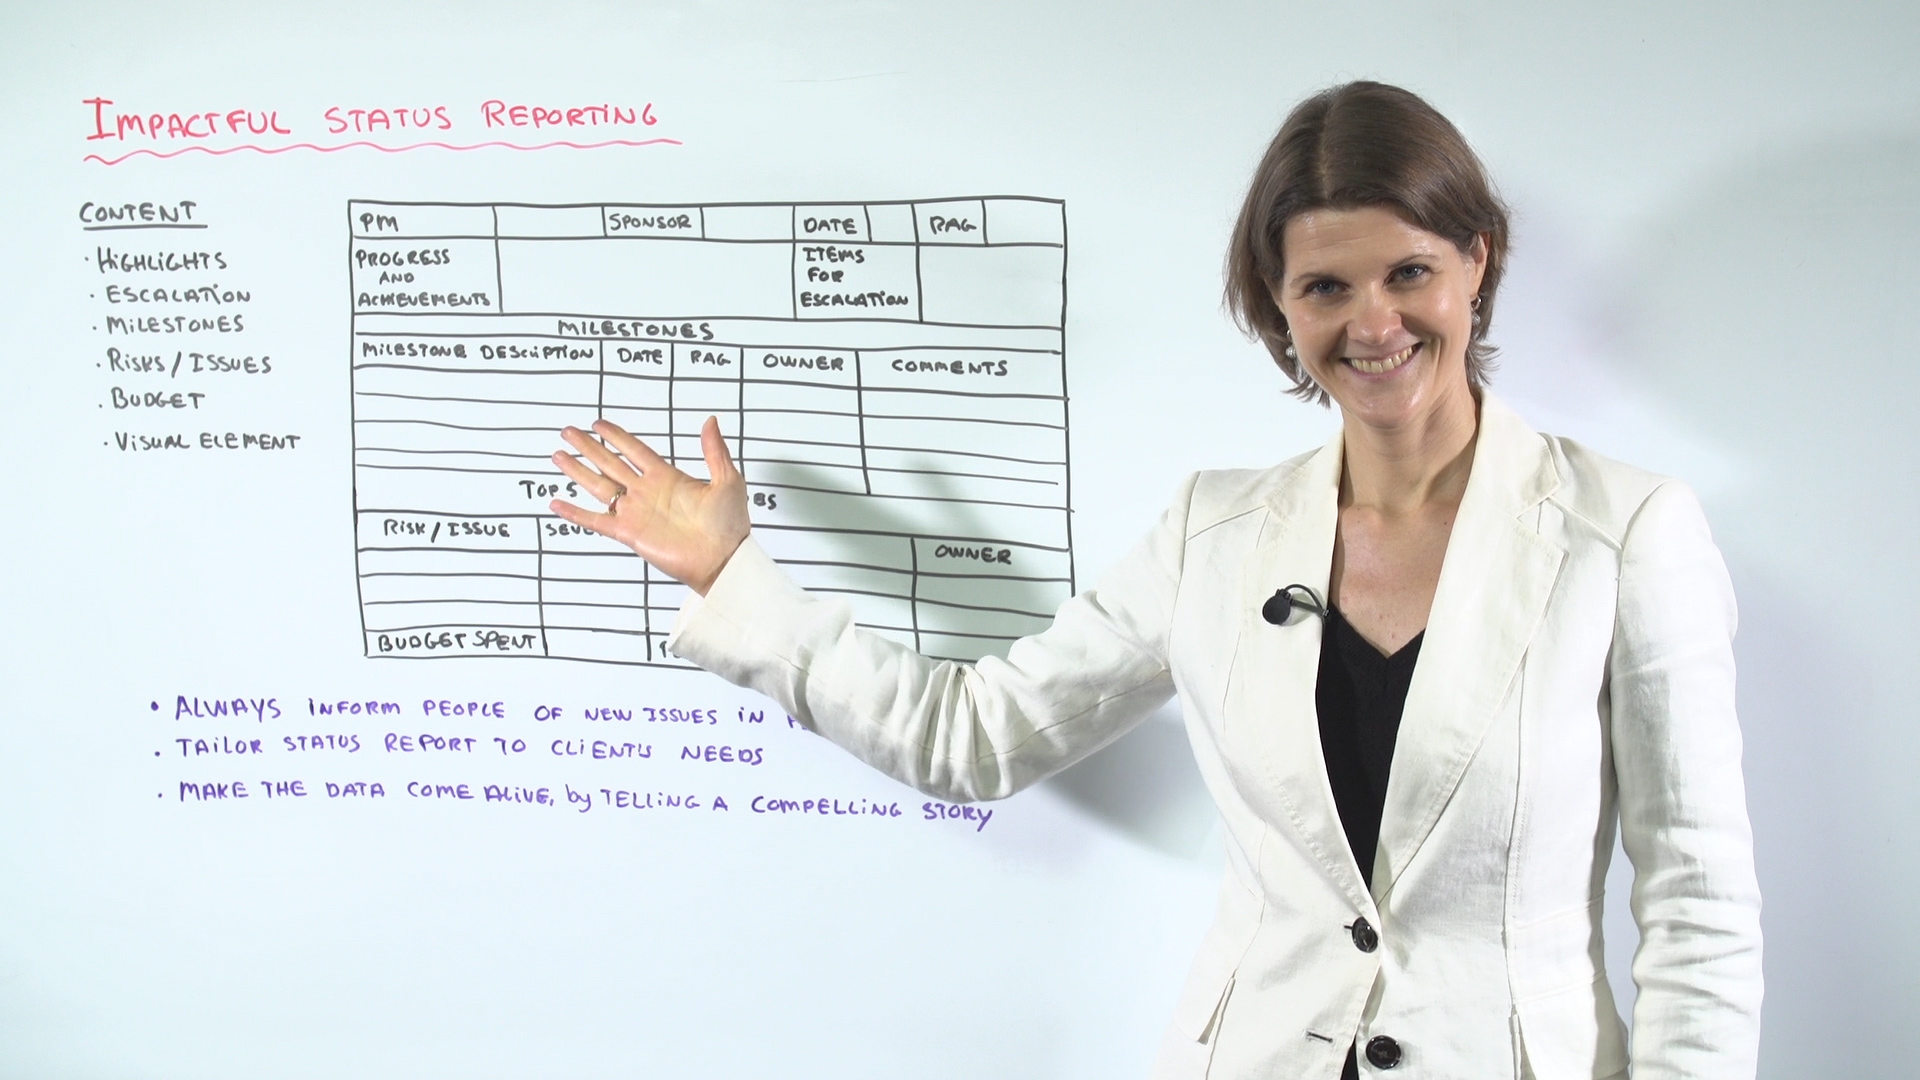 IMPACTFUL STATUS REPORTING
CONTENT
· HIGHLIGHTS
· ESCALATION
· MILESTONES
· RISKS / ISSUES
· BUDGET
· VISUAL ELEMENT
PM SPONSOR DATE RAG
PROGRESS
AND
ACHIEVEMENTS
ITEMS
FOR
ESCALATION
MILESTONES
MILESTONE DESCRIPTION DATE RAG OWNER COMMENTS
TOP 5
RISK / ISSUE OWNER
BUDGET SPENT
• ALWAYS INFORM PEOPLE OF NEW ISSUES IN
· TAILOR STATUS REPORT TO CLIENT'S NEEDS
· MAKE THE DATA COME ALIVE, by TELLING A COMPELLING STORY